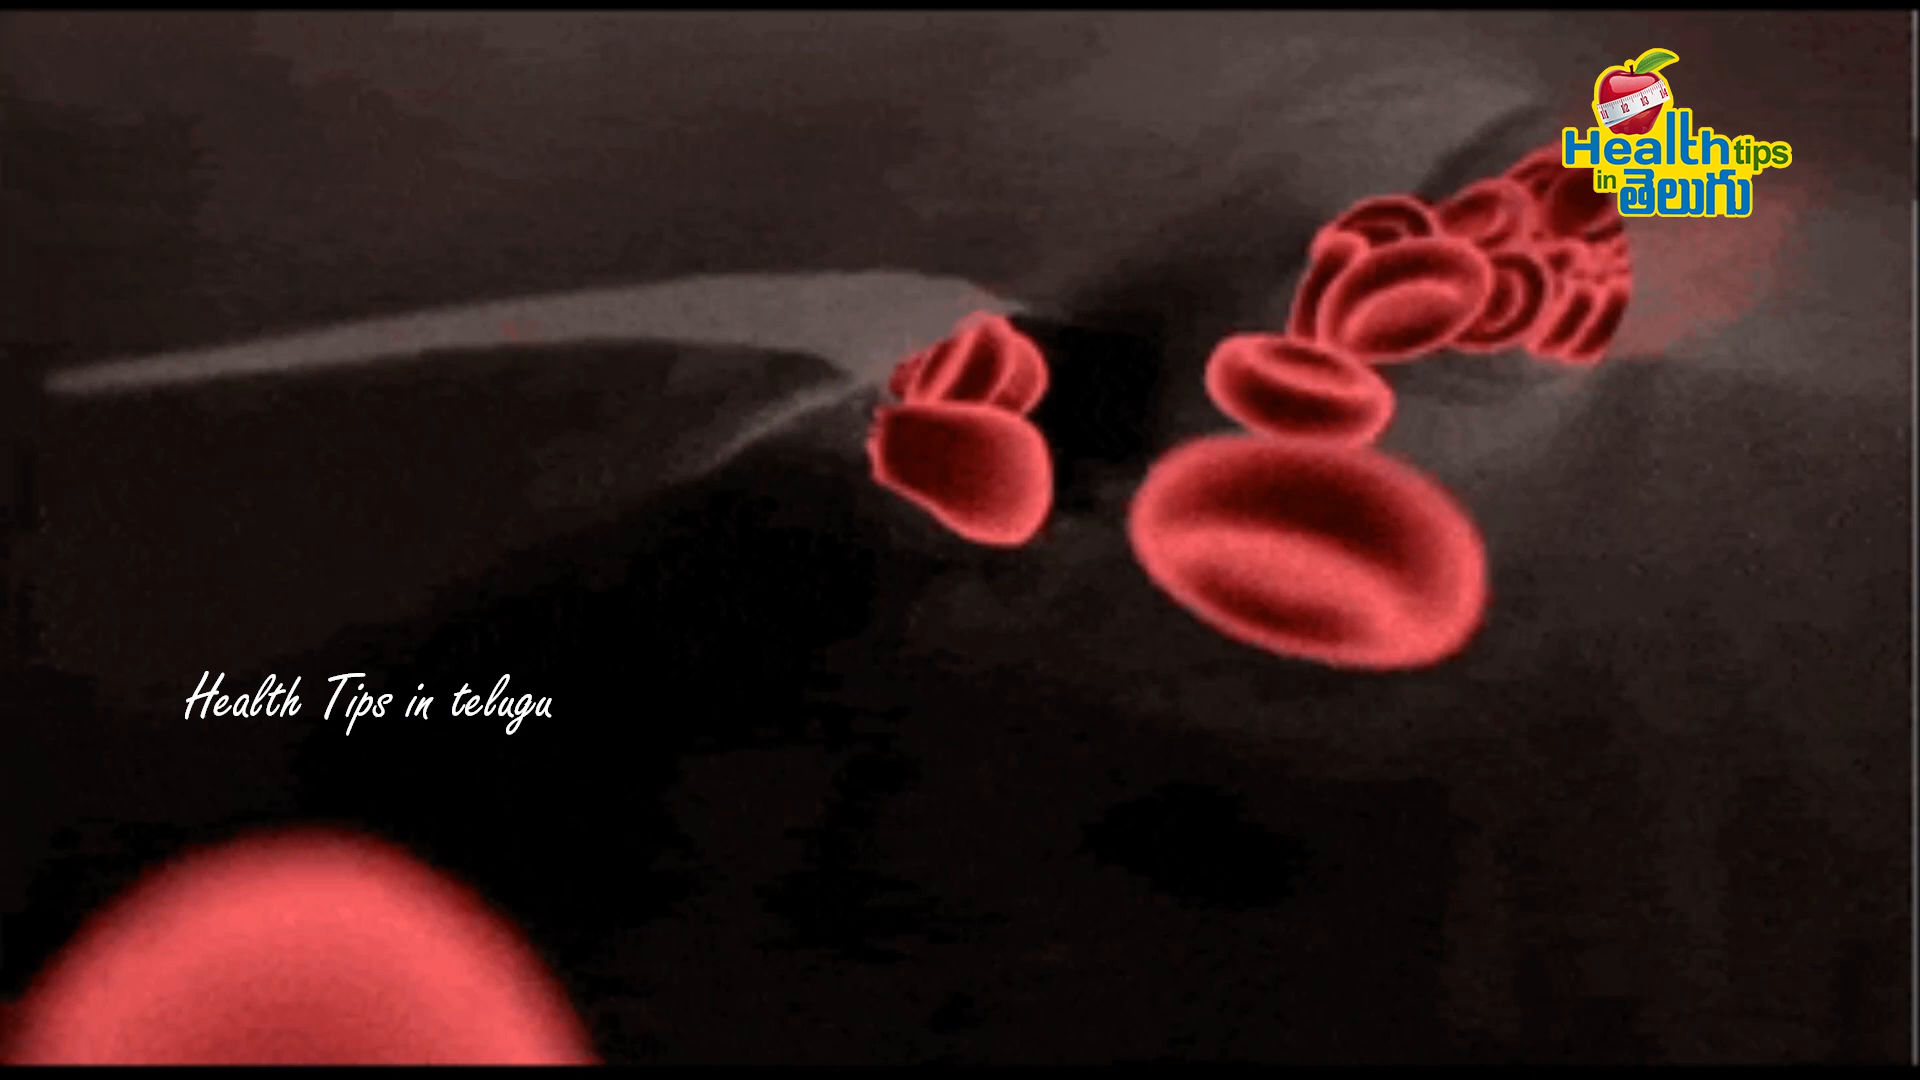 Health tips
in తెలుగు
Health Tips in telugu